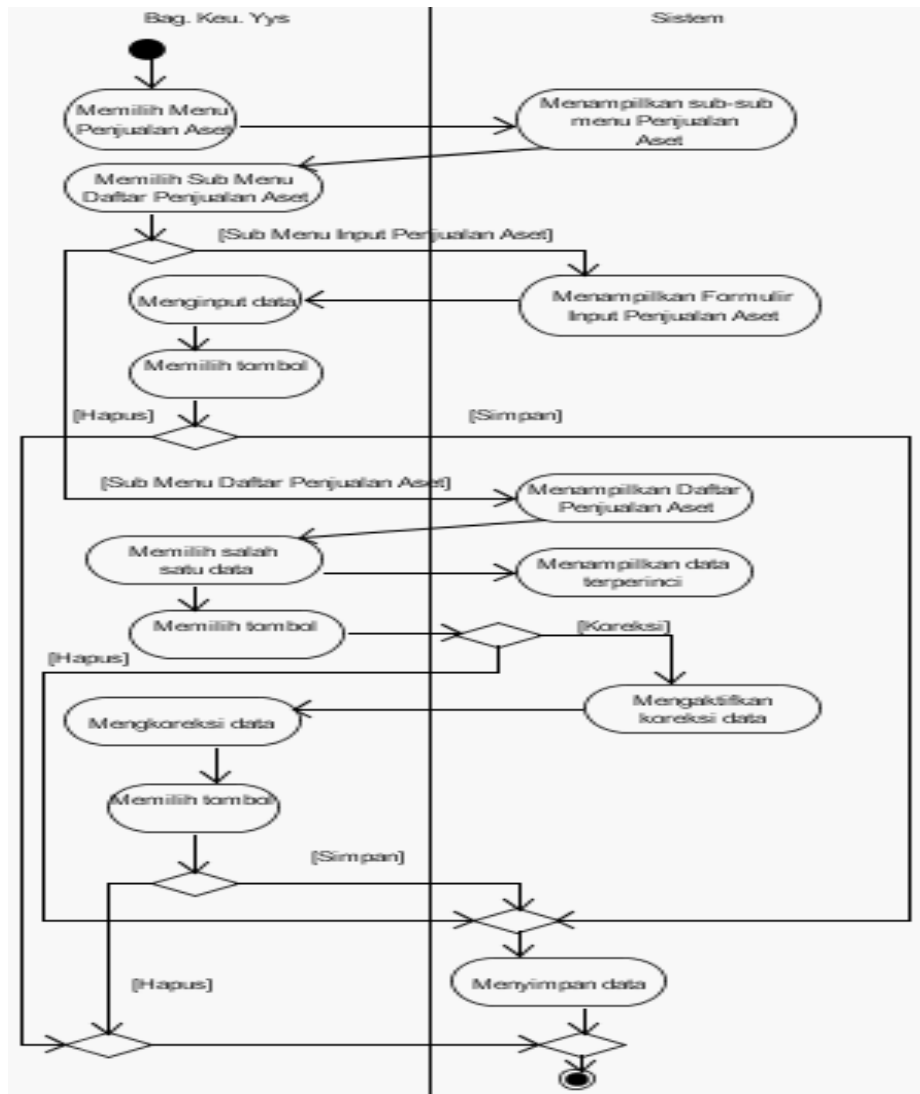 Bag. Keu. Yys
Sistem
Memilih Menu
Penjualan Aset
Menampilkan sub-sub
menu Penjualan
Aset
Memilih Sub Menu
Daftar Penjualan Aset
[Sub Menu Input Penjualan Aset]
Menginput data
Menampilkan Formulir
Input Penjualan Aset
Memilih tombol
[Hapus]
[Simpan]
[Sub Menu Daftar Penjualan Aset]
Menampilkan Daftar
Penjualan Aset
Memilih salah
satu data
Menampilkan data
terperinci
Memilih tombol
[Koreksi]
[Hapus]
Mengkoreksi data
Mengaktifkan
koreksi data
Memilih tombol
[Simpan]
[Hapus]
Menyimpan data